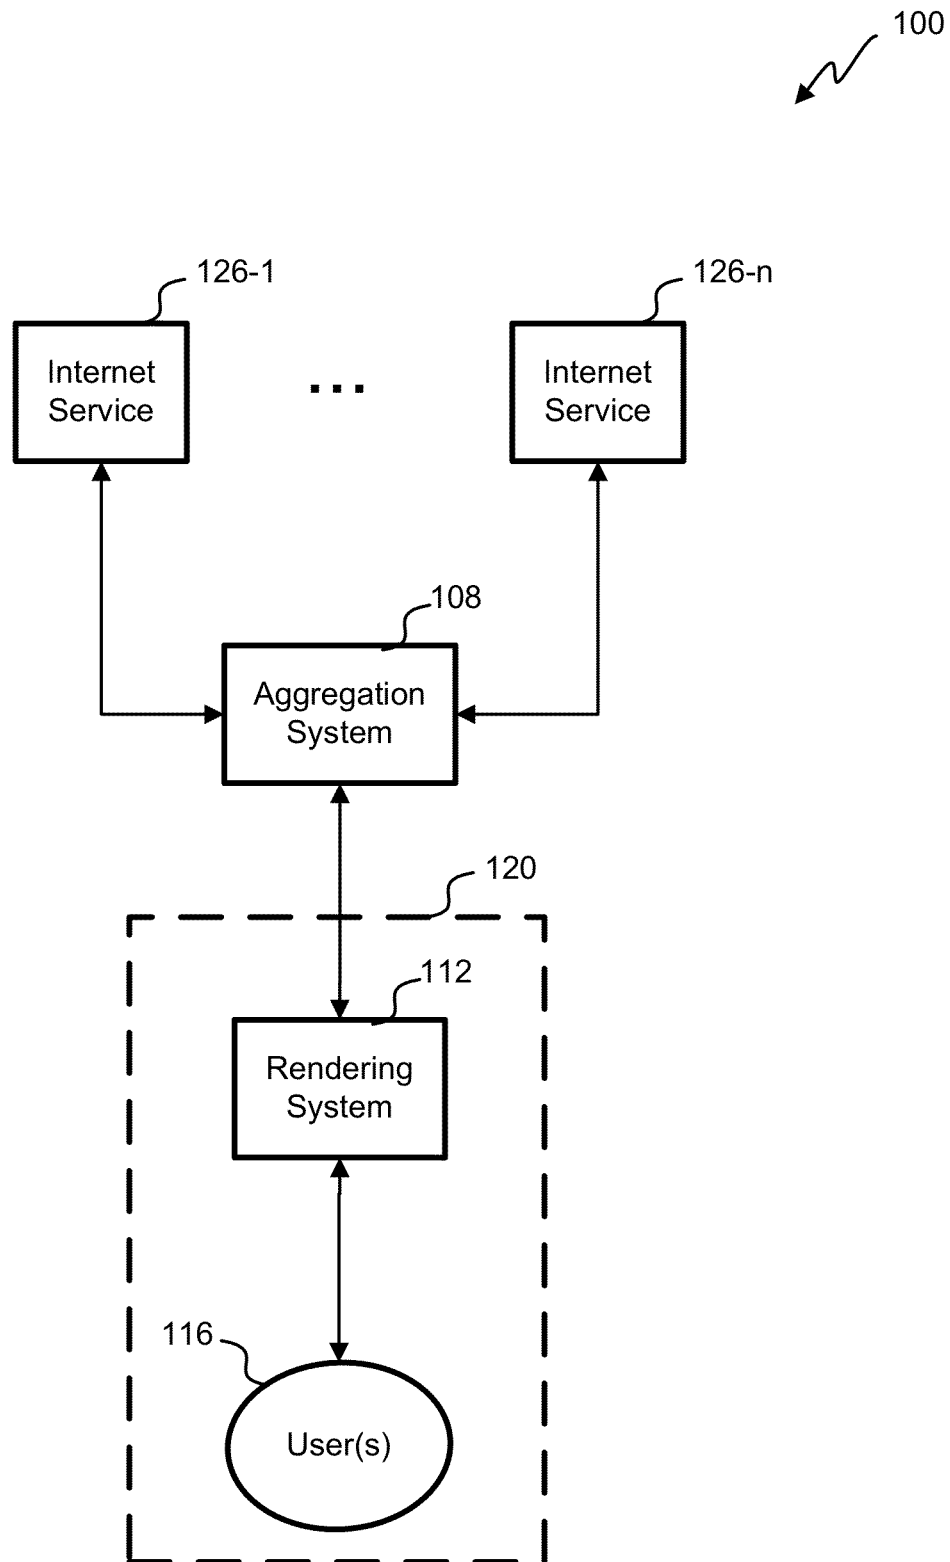 100
126-1
126-n
Internet
Service
...
Internet
Service
108
Aggregation
System
120
112
Rendering
System
116
User(s)